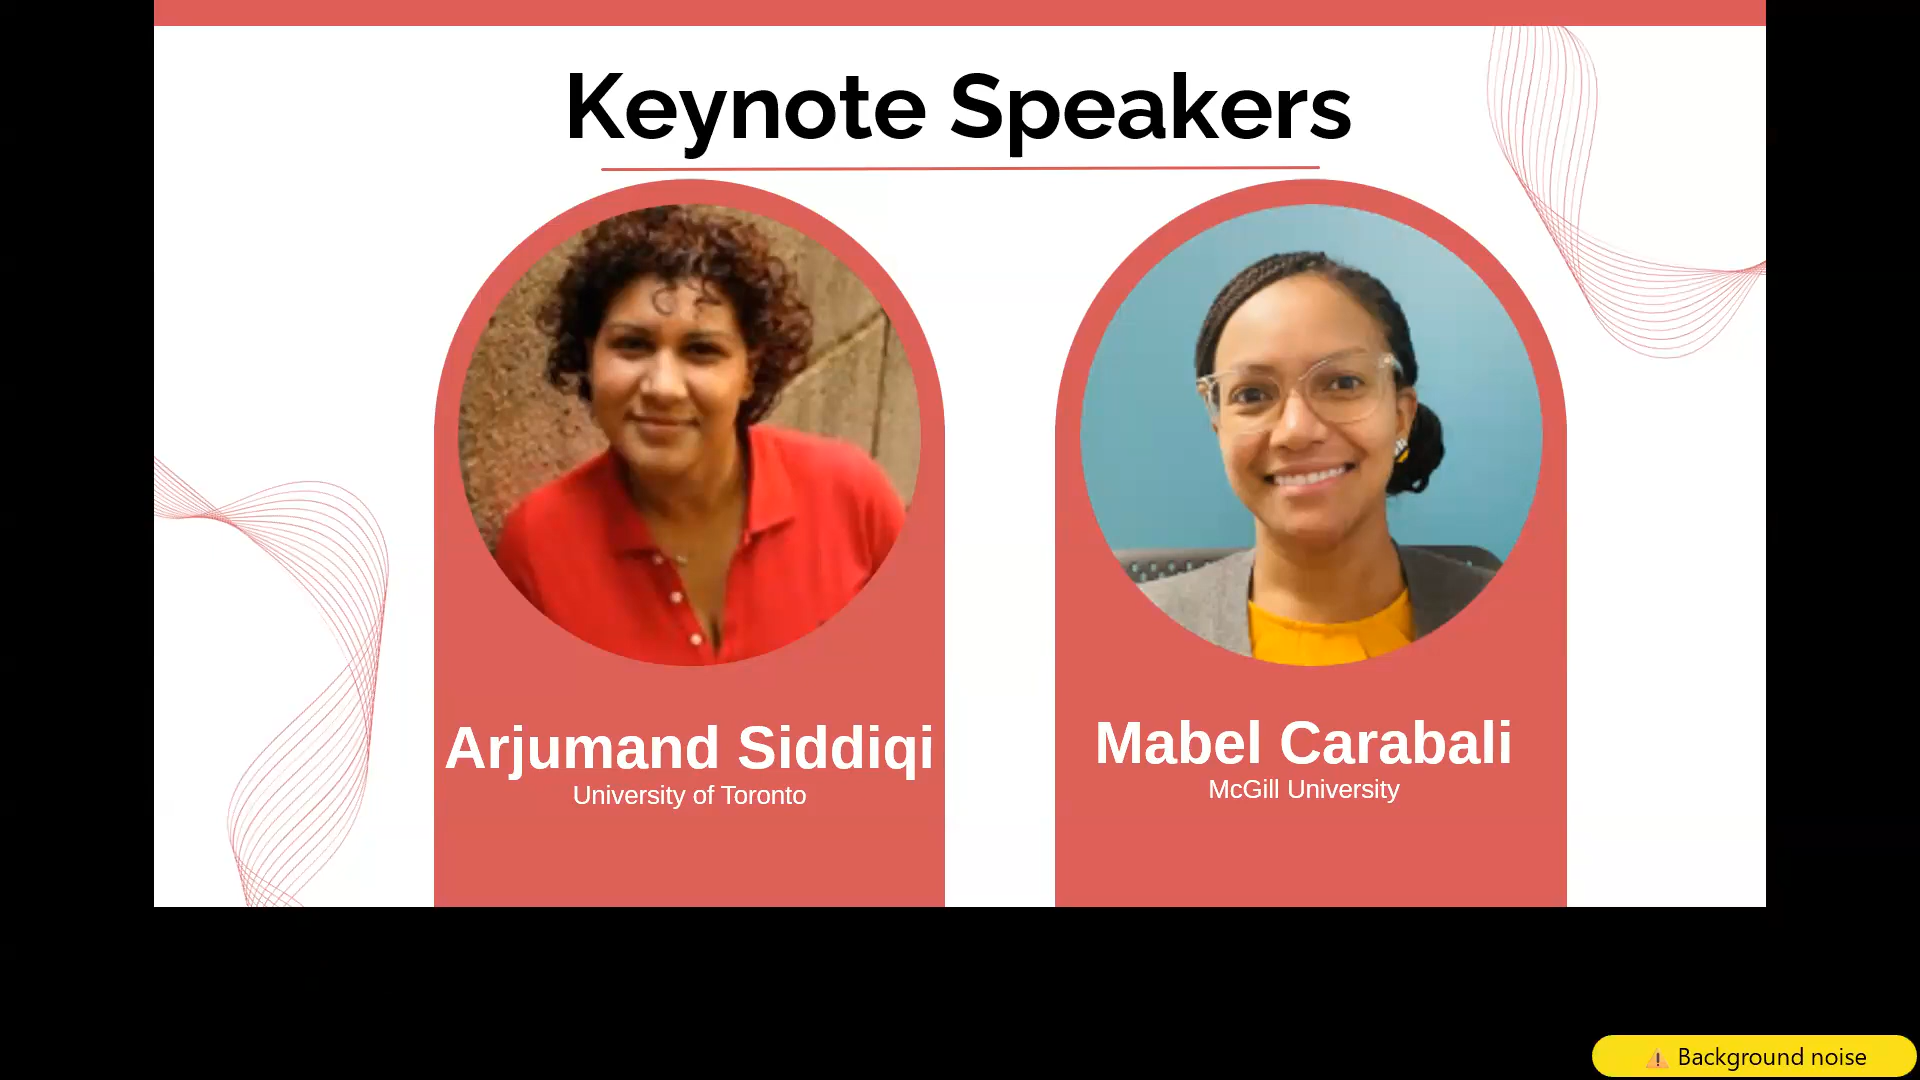 Keynote Speakers
Arjumand Siddiqi
University of Toronto
Mabel Carabali
McGill University
⚠ Background noise